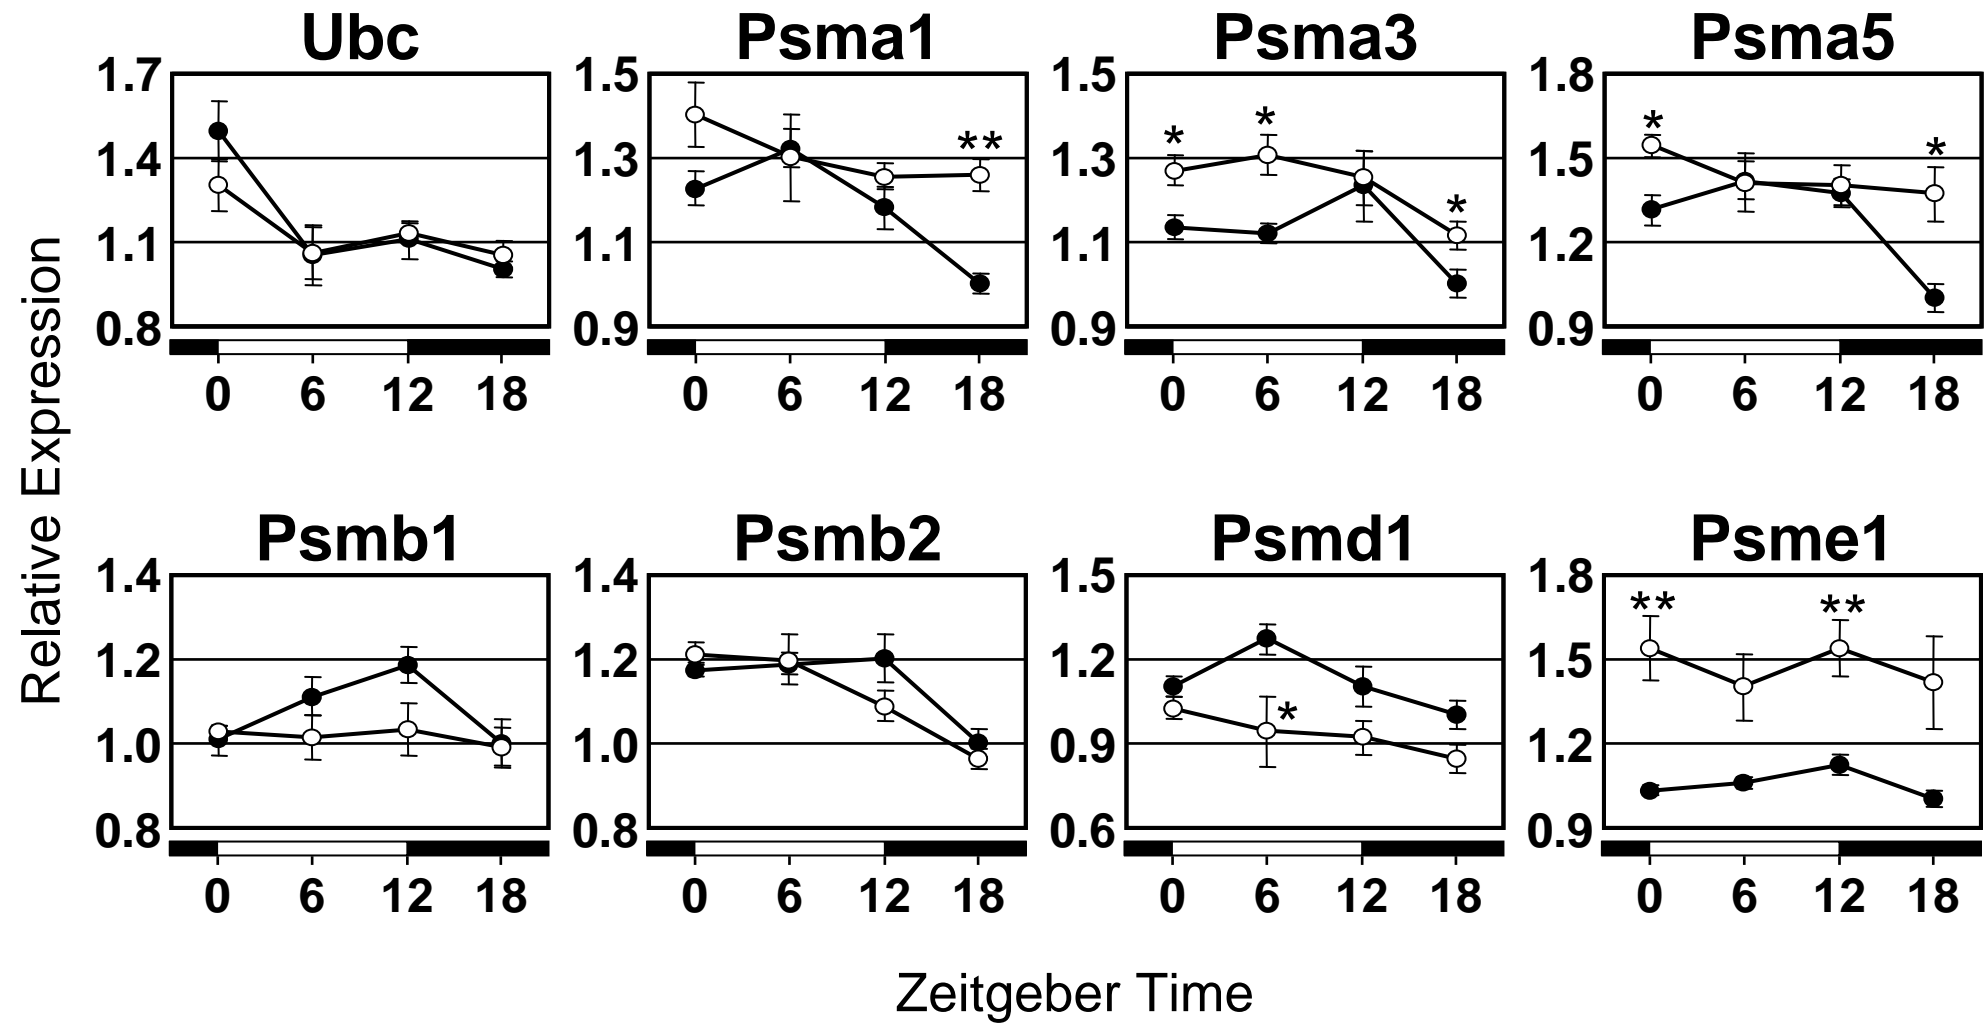 Ubc Psma1 Psma3 Psma5
1.7 1.5 1.5 1.8
* * * *
** *
1.4 1.3 1.3 1.5
*
1.1 1.1 1.1 1.2
0.8 0.9 0.9 0.9
0 6 12 18 0 6 12 18 0 6 12 18 0 6 12 18
Relative Expression
Psmb1 Psmb2 Psmd1 Psme1
1.4 1.4 1.5 1.8
** **
1.2 1.2 1.2 1.5
*
1.0 1.0 0.9 1.2
0.8 0.8 0.6 0.9
0 6 12 18 0 6 12 18 0 6 12 18 0 6 12 18
Zeitgeber Time